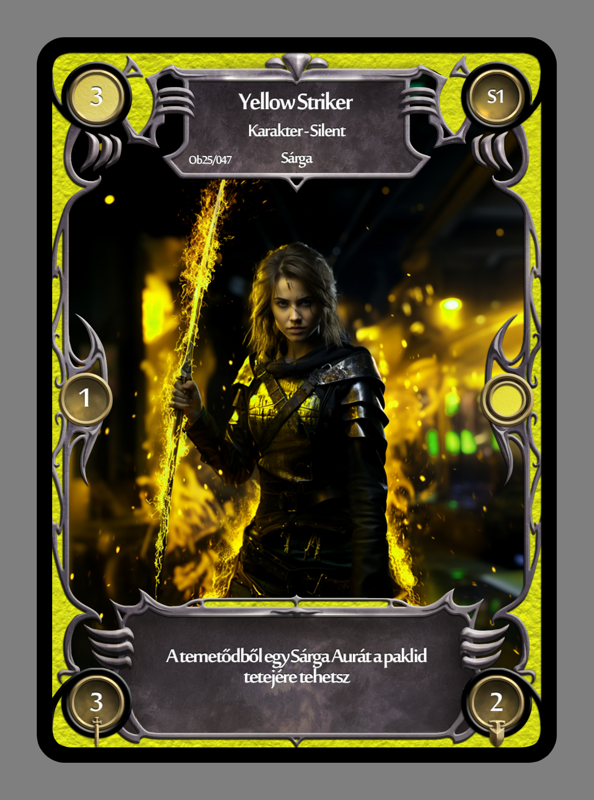 3
Yellow Striker
S1
Karakter - Silent
Ob25/047
Sárga
1
A temetődből egy Sárga Aurát a paklid
tetejére tehetsz
3
2